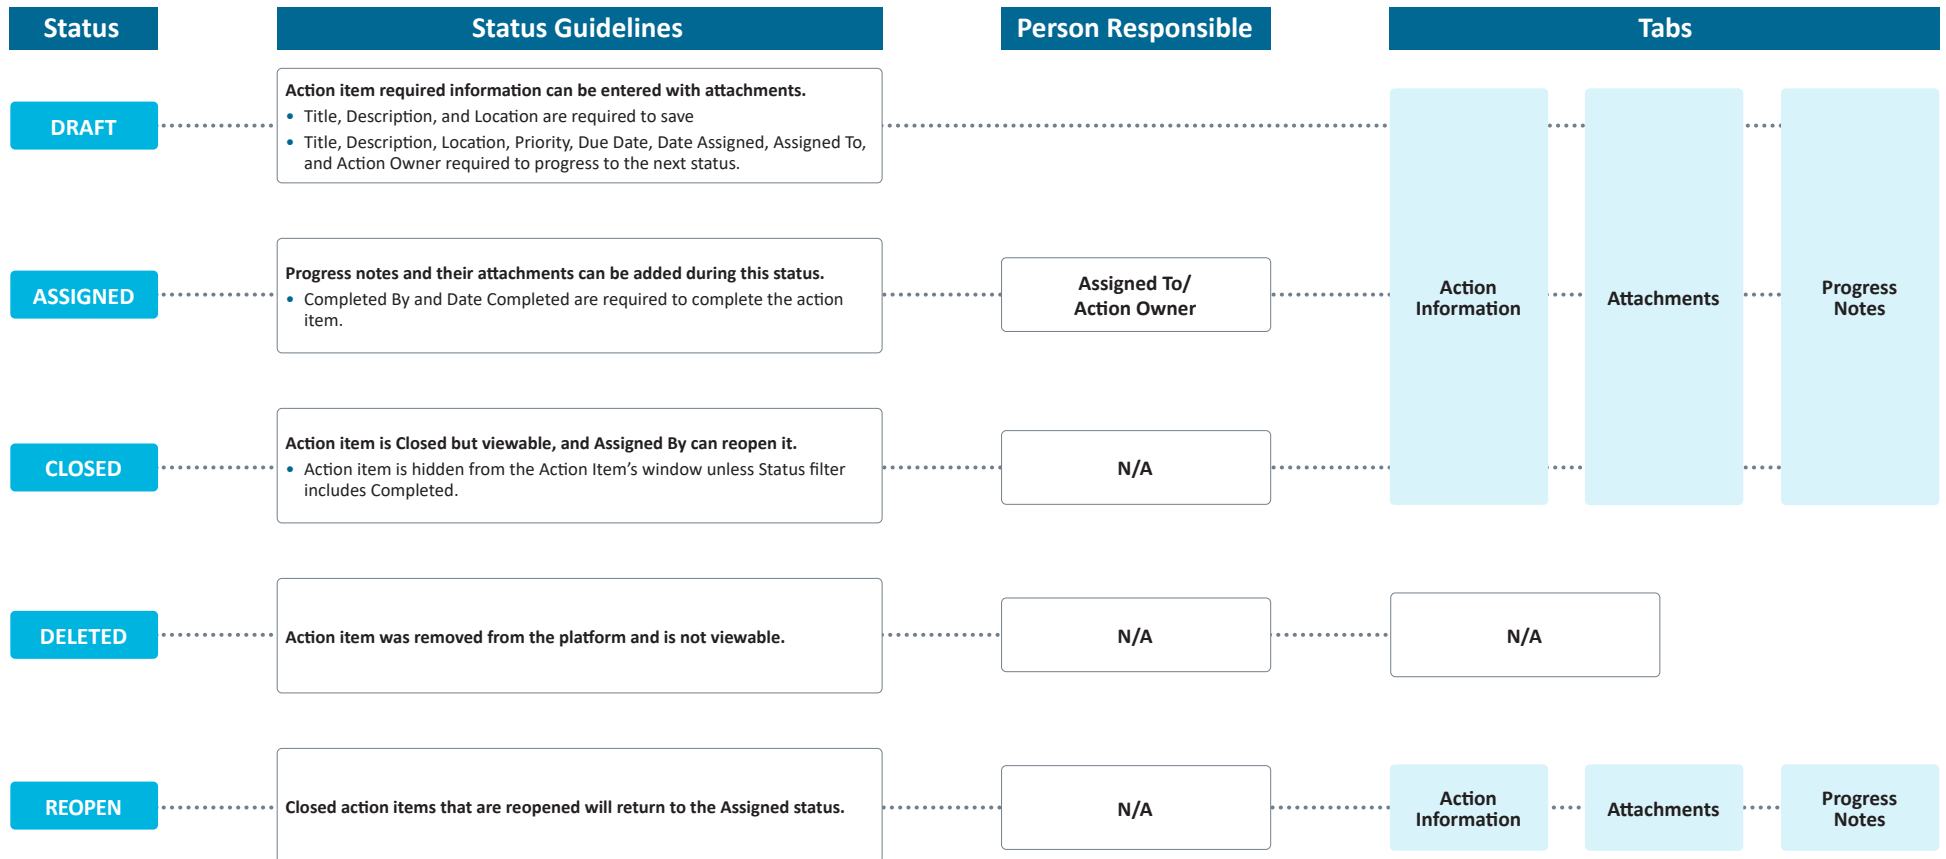 Status
Status Guidelines
Person Responsible
Tabs
DRAFT
Action item required information can be entered with attachments.
• Title, Description, and Location are required to save
• Title, Description, Location, Priority, Due Date, Date Assigned, Assigned To,
and Action Owner required to progress to the next status.
ASSIGNED
Progress notes and their attachments can be added during this status.
• Completed By and Date Completed are required to complete the action
item.
Assigned To/
Action Owner
Action
Information
Attachments
Progress
Notes
CLOSED
Action item is Closed but viewable, and Assigned By can reopen it.
• Action item is hidden from the Action Item’s window unless Status filter
includes Completed.
N/A
DELETED
Action item was removed from the platform and is not viewable.
N/A
N/A
REOPEN
Closed action items that are reopened will return to the Assigned status.
N/A
Action
Information
Attachments
Progress
Notes